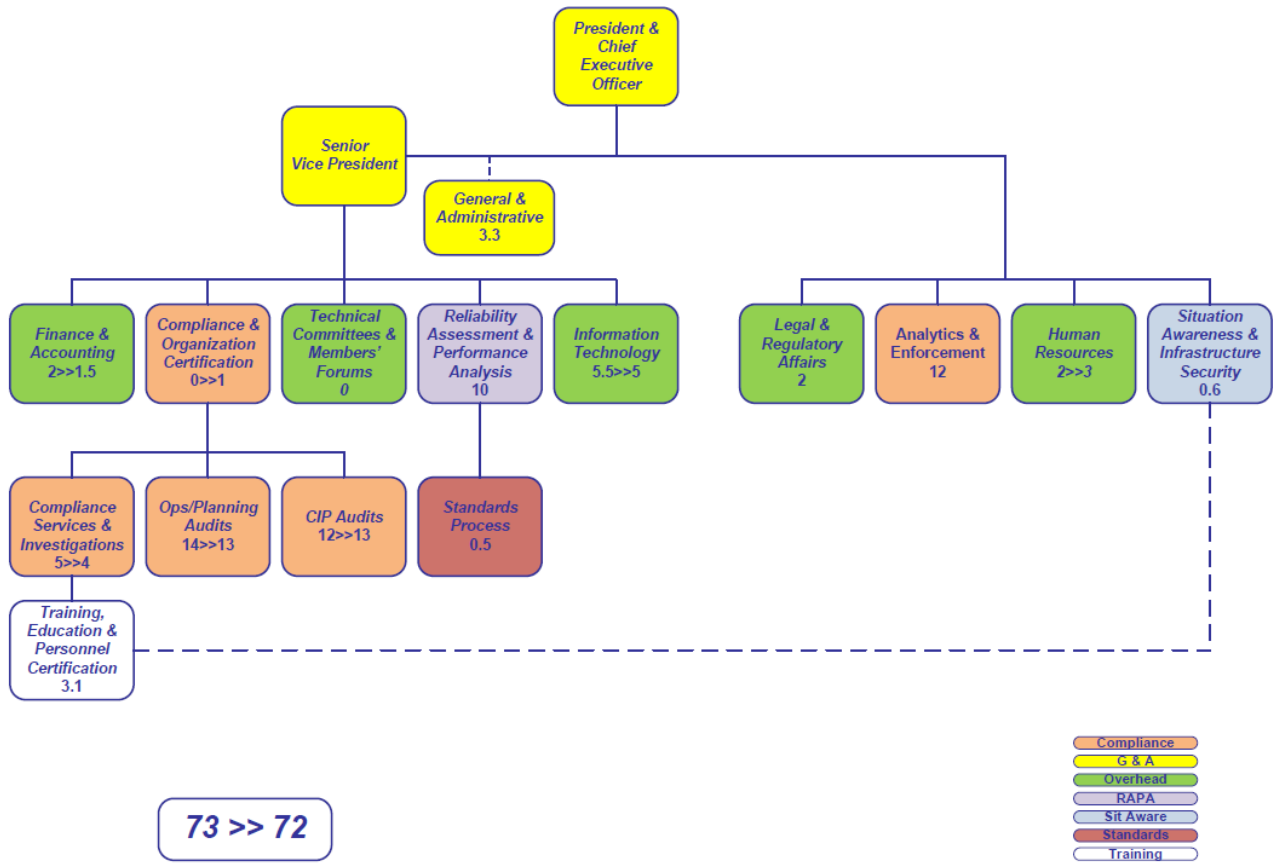 President &
Chief
Executive
Officer
Senior
Vice President
General &
Administrative
3.3
Finance &
Accounting
2>>1.5
Compliance &
Organization
Certification
0>>1
Technical
Committees &
Members'
Forums
0
Reliability
Assessment &
Performance
Analysis
10
Information
Technology
5.5>>5
Legal &
Regulatory
Affairs
2
Analytics &
Enforcement
12
Human
Resources
2>>3
Situation
Awareness &
Infrastructure
Security
0.6
Compliance
Services &
Investigations
5>>4
Ops/Planning
Audits
14>>13
CIP Audits
12>>13
Standards
Process
0.5
Training,
Education &
Personnel
Certification
3.1
73 >> 72
Compliance
G & A
Overhead
RAPA
Sit Aware
Standards
Training